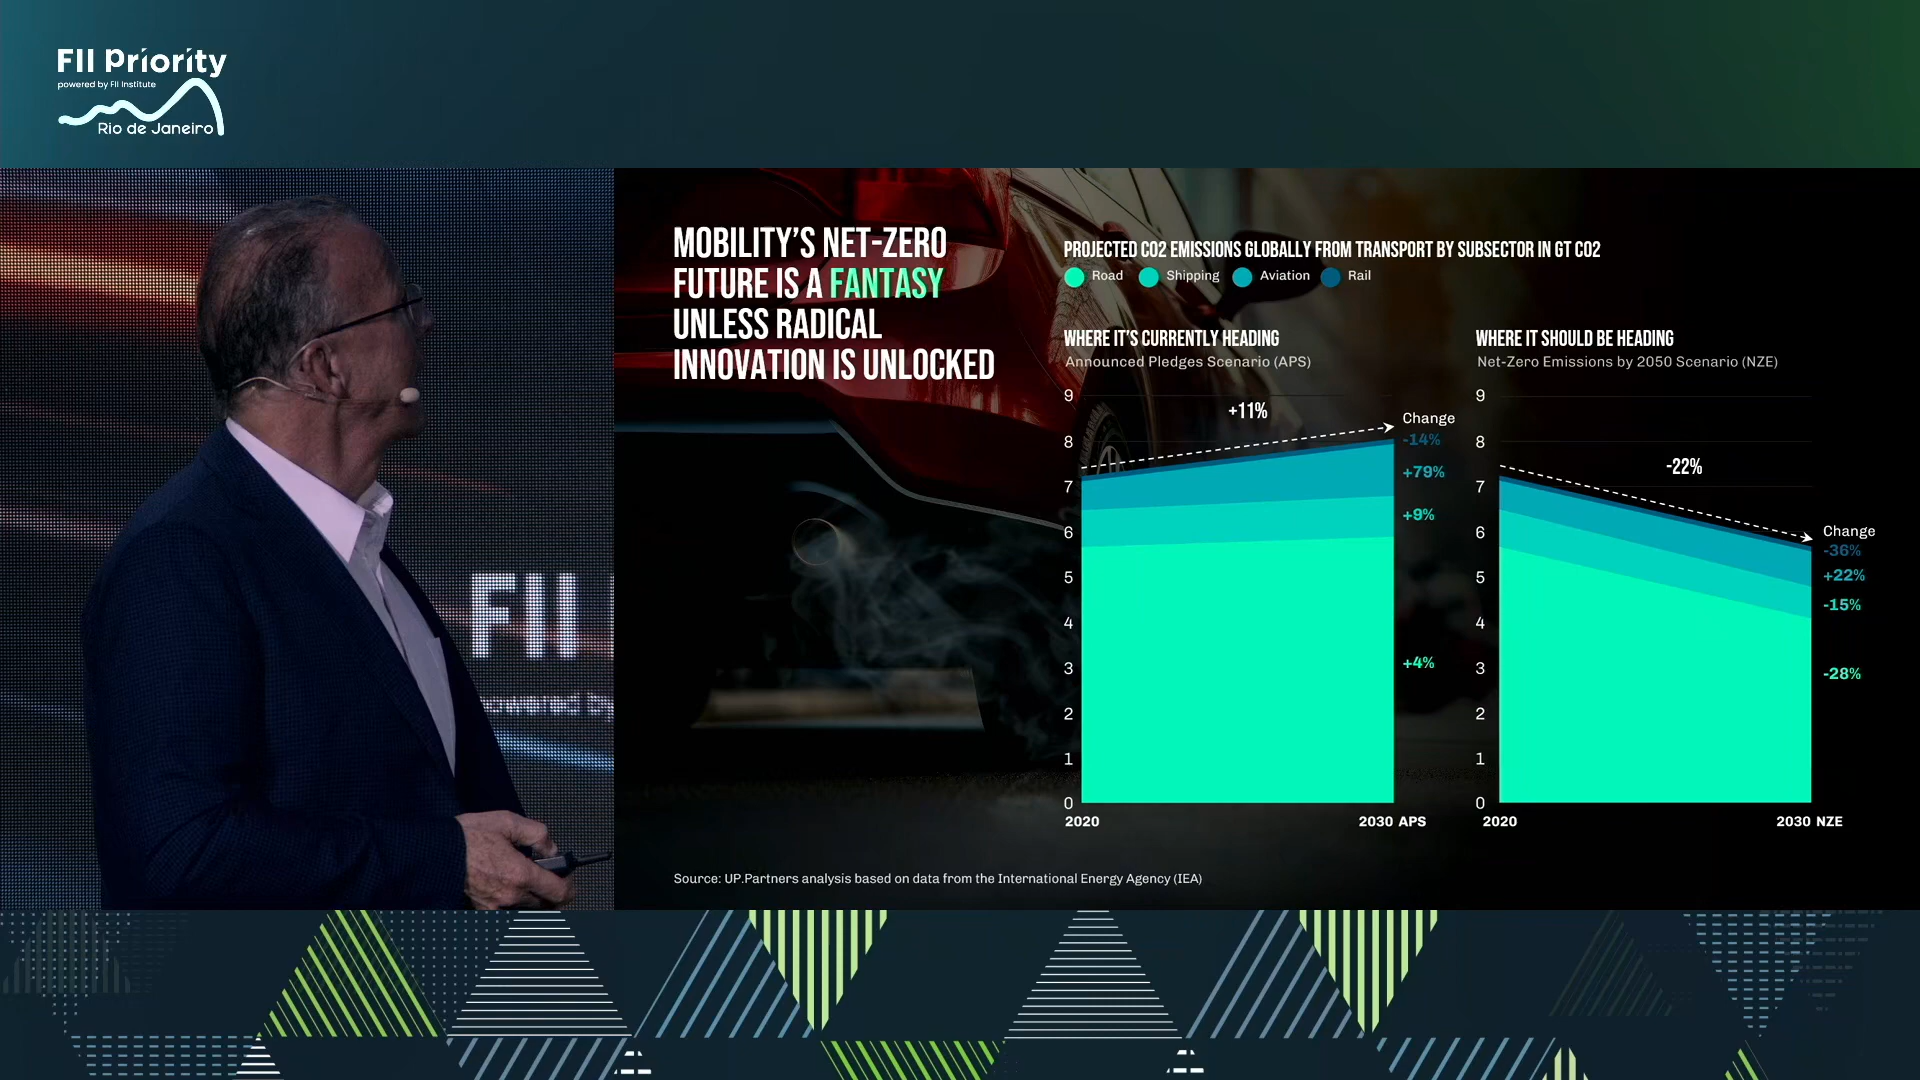 FII Priority
powered by FII Institute
Rio de Janeiro
FII
powered by
MOBILITY'S NET-ZERO
FUTURE IS A FANTASY
UNLESS RADICAL
INNOVATION IS UNLOCKED
PROJECTED CO2 EMISSIONS GLOBALLY FROM TRANSPORT BY SUBSECTOR IN GT CO2
Road Shipping Aviation Rail
WHERE IT'S CURRENTLY HEADING
Announced Pledges Scenario (APS)
9
8
7
6
5
4
3
2
1
0
+11%
Change
-14%
+79%
+9%
+4%
2020 2030 APS
WHERE IT SHOULD BE HEADING
Net-Zero Emissions by 2050 Scenario (NZE)
9
8
7
6
5
4
3
2
1
0
-22%
Change
-36%
+22%
-15%
-28%
2020 2030 NZE
Source: UP.Partners analysis based on data from the International Energy Agency (IEA)